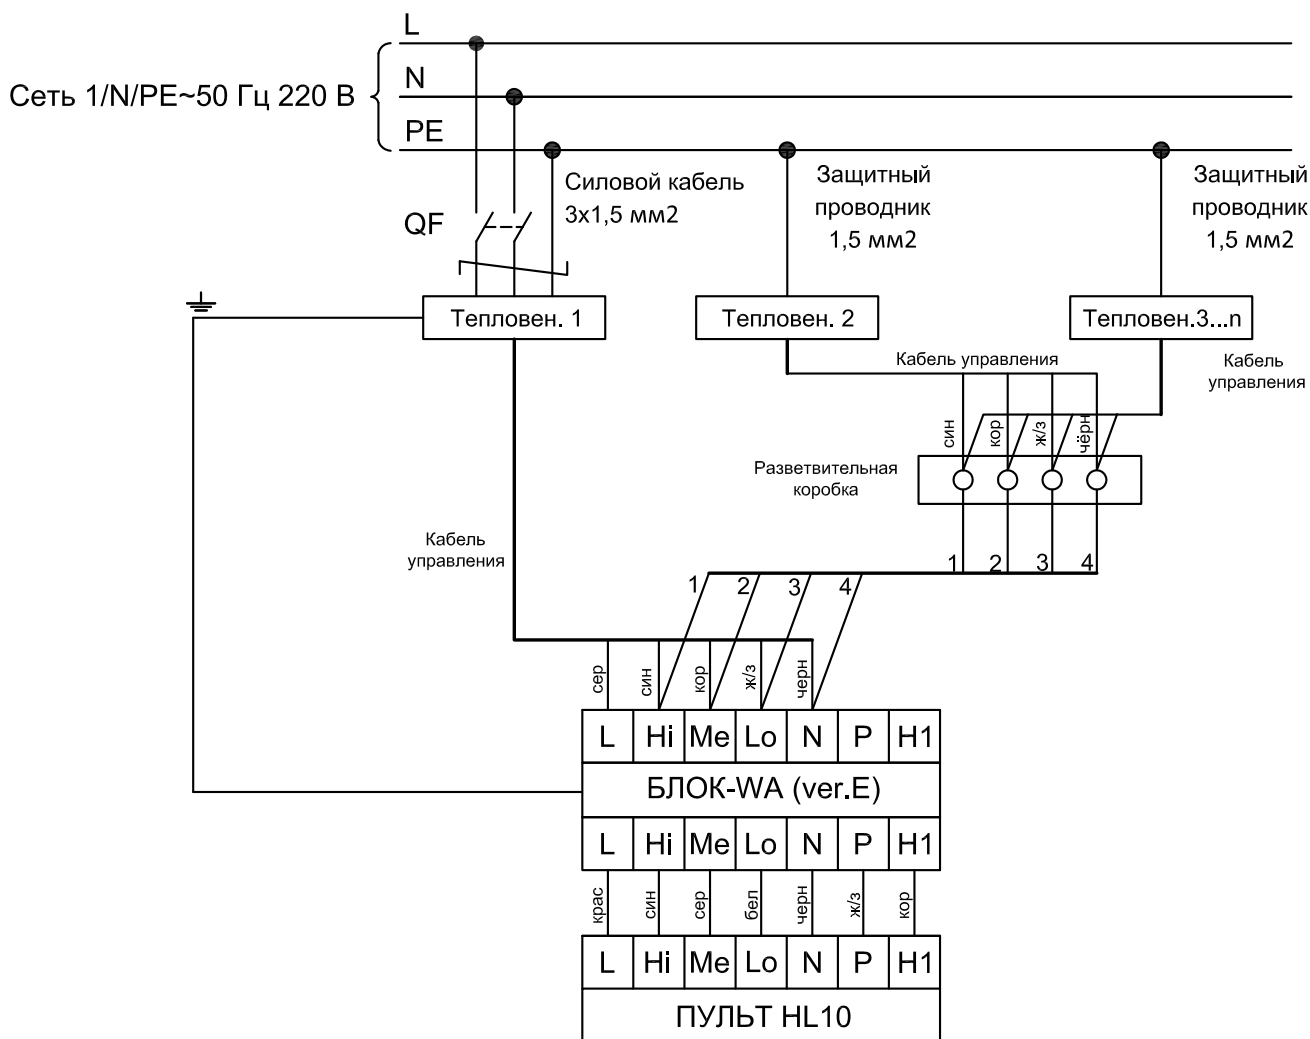 L
N
Сеть 1/N/PE~50 Гц 220 В
PE
Силовой кабель
3х1,5 мм2
Защитный
проводник
1,5 мм2
Защитный
проводник
1,5 мм2
QF
Тепловен. 1
Тепловен. 2
Тепловен.3...n
Кабель управления
Кабель
управления
син
кор
ж/з
чёрн
Разветвительная
коробка
Кабель
управления
1 2 3 4
1 2 3 4
сер
син
кор
ж/з
черн
L Hi Me Lo N P H1
БЛОК-WA (ver.E)
L Hi Me Lo N P H1
крас
син
сер
бел
черн
ж/з
кор
L Hi Me Lo N P H1
ПУЛЬТ HL10